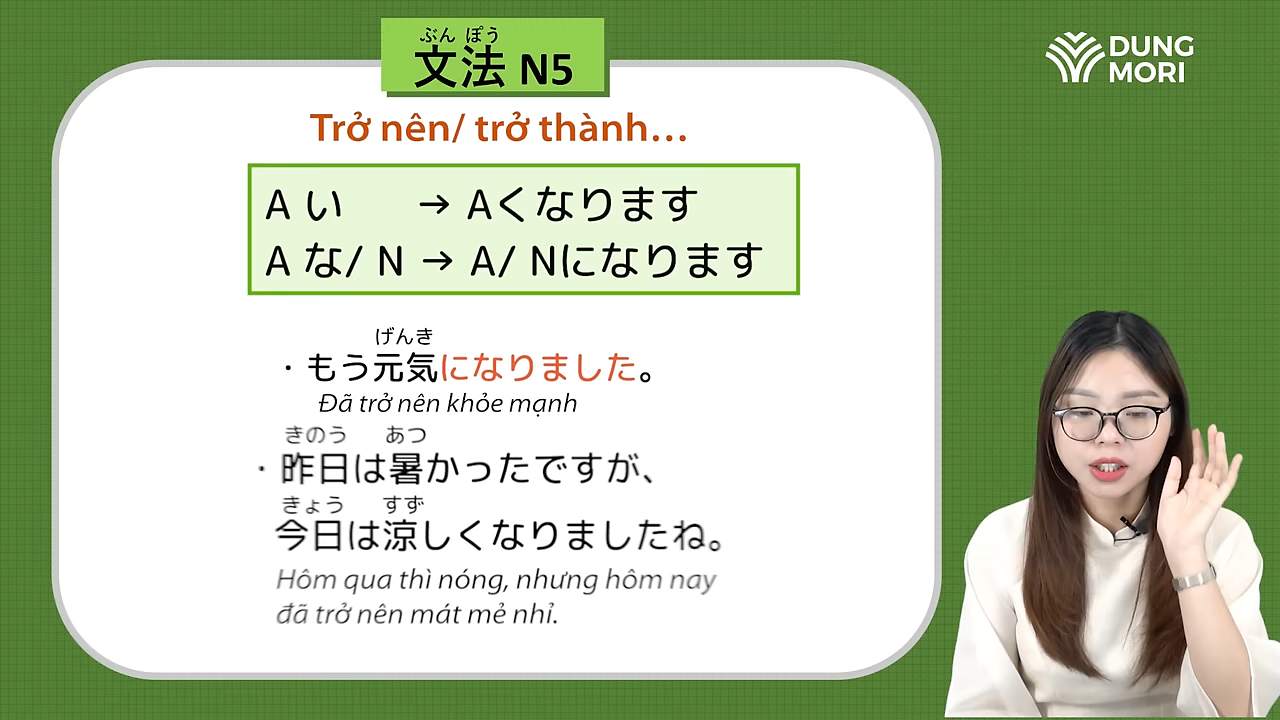 ぶん ぽう
文法 N5
DUNG
MORI
Trở nên/ trở thành...
A い → Aくなります
A な/ N → A/ Nになります
げんき
・もう元気になりました。
Đã trở nên khỏe mạnh
きのう あつ
・昨日は暑かったですが、
きょう すず
今日は涼しくなりましたね。
Hôm qua thì nóng, nhưng hôm nay
đã trở nên mát mẻ nhỉ.